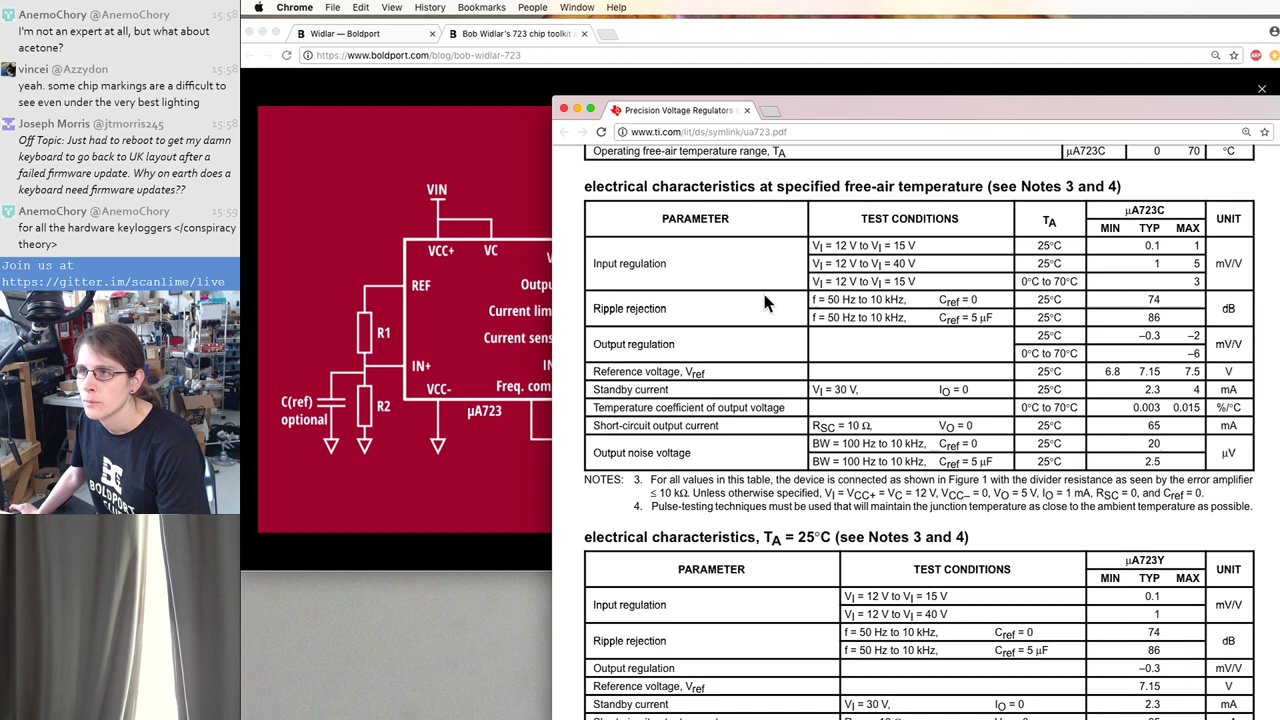 AnemoChory @AnemoChory 15:58
I'm not an expert at all, but what about
acetone?
vincei @Azzydon 15:58
yeah. some chip markings are a difficult to
see even under the very best lighting
Joseph Morris @jtmorris245 15:58
Off Topic: Just had to reboot to get my damn
keyboard to go back to UK layout after a
failed firmware update. Why on earth does a
keyboard need firmware updates??
AnemoChory @AnemoChory 15:59
for all the hardware keyloggers </conspiracy
theory>
Join us at
https://gitter.im/scanlime/live
BOLDPORT
Chrome File Edit View History Bookmarks People Window Help
B Widlar — Boldport ×
B Bob Widlar's 723 chip toolkit ×
https://www.boldport.com/blog/bob-widlar-723
VIN
VCC+ VC
REF
Outpu
Current lim
Current sens
R1
IN+
IN
VCC-
Freq. com
R2
C(ref)
optional
µA723
Precision Voltage Regulators ×
www.ti.com/lit/ds/symlink/ua723.pdf
Operating free-air temperature range, TA µA723C 0 70 °C
electrical characteristics at specified free-air temperature (see Notes 3 and 4)
PARAMETER TEST CONDITIONS TA µA723C UNIT
MIN TYP MAX
Input regulation VI = 12 V to VI = 15 V 25°C 0.1 1 mV/V
VI = 12 V to VI = 40 V 25°C 1 5
VI = 12 V to VI = 15 V 0°C to 70°C 3
Ripple rejection f = 50 Hz to 10 kHz, Cref = 0 25°C 74 dB
f = 50 Hz to 10 kHz, Cref = 5 µF 25°C 86
Output regulation 25°C –0.3 –2 mV/V
0°C to 70°C –6
Reference voltage, Vref 25°C 6.8 7.15 7.5 V
Standby current VI = 30 V, IO = 0 25°C 2.3 4 mA
Temperature coefficient of output voltage 0°C to 70°C 0.003 0.015 %/°C
Short-circuit output current RSC = 10 Ω, VO = 0 25°C 65 mA
Output noise voltage BW = 100 Hz to 10 kHz, Cref = 0 25°C 20 µV
BW = 100 Hz to 10 kHz, Cref = 5 µF 25°C 2.5
NOTES: 3. For all values in this table, the device is connected as shown in Figure 1 with the divider resistance as seen by the error amplifier
≤ 10 kΩ. Unless otherwise specified, VI = VCC+ = VC = 12 V, VCC– = 0, VO = 5 V, IO = 1 mA, RSC = 0, and Cref = 0.
4. Pulse-testing techniques must be used that will maintain the junction temperature as close to the ambient temperature as possible.
electrical characteristics, TA = 25°C (see Notes 3 and 4)
PARAMETER TEST CONDITIONS µA723Y UNIT
MIN TYP MAX
Input regulation VI = 12 V to VI = 15 V 0.1 mV/V
VI = 12 V to VI = 40 V 1
Ripple rejection f = 50 Hz to 10 kHz, Cref = 0 74 dB
f = 50 Hz to 10 kHz, Cref = 5 µF 86
Output regulation –0.3 mV/V
Reference voltage, Vref 7.15 V
Standby current VI = 30 V, IO = 0 2.3 mA